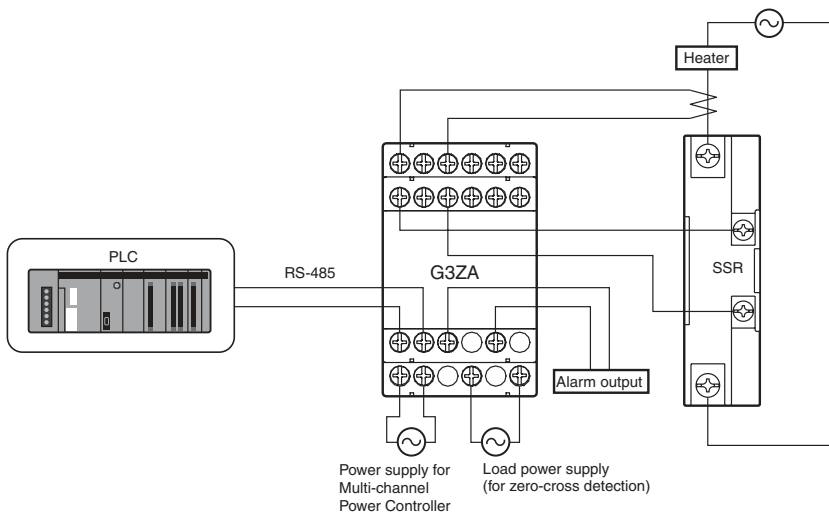 Heater
PLC
RS-485
G3ZA
SSR
Alarm output
Power supply for
Multi-channel
Power Controller
Load power supply
(for zero-cross detection)